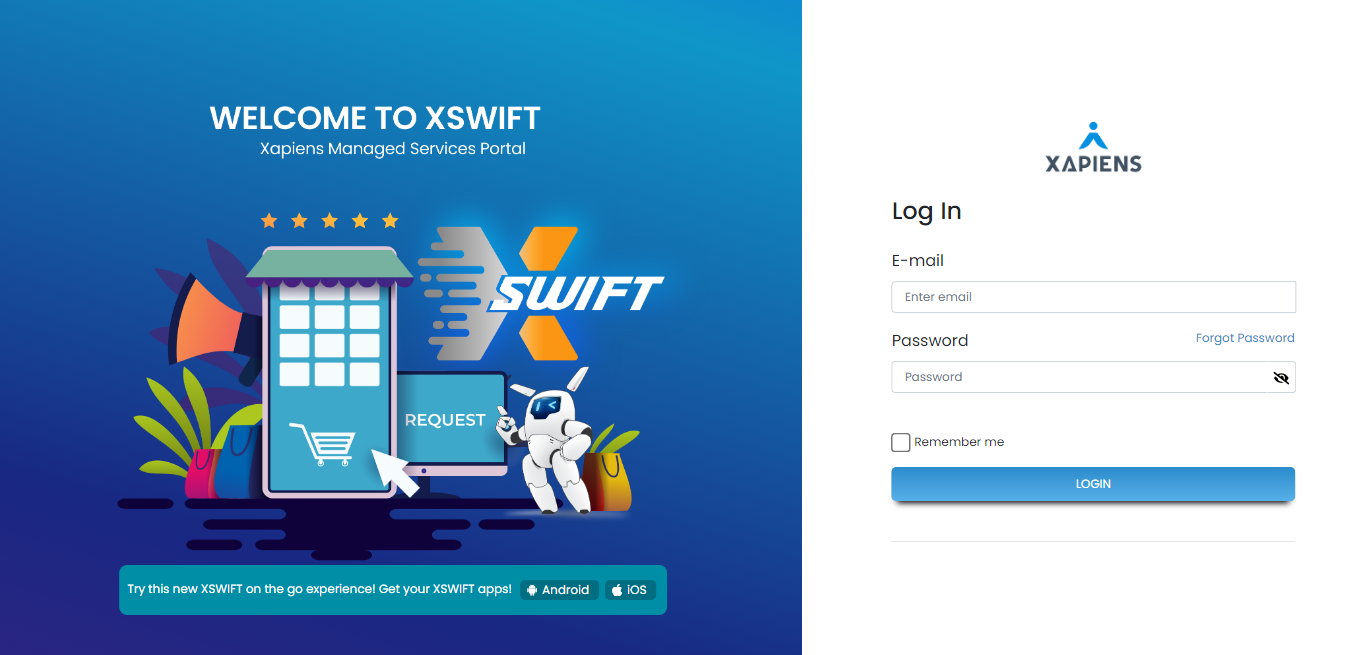 WELCOME TO XSWIFT
Xapiens Managed Services Portal
X
SWIFT
REQUEST
Try this new XSWIFT on the go experience! Get your XSWIFT apps! Android iOS
XAPIENS
Log In
E-mail
Enter email
Password Forgot Password
Password
Remember me
LOGIN